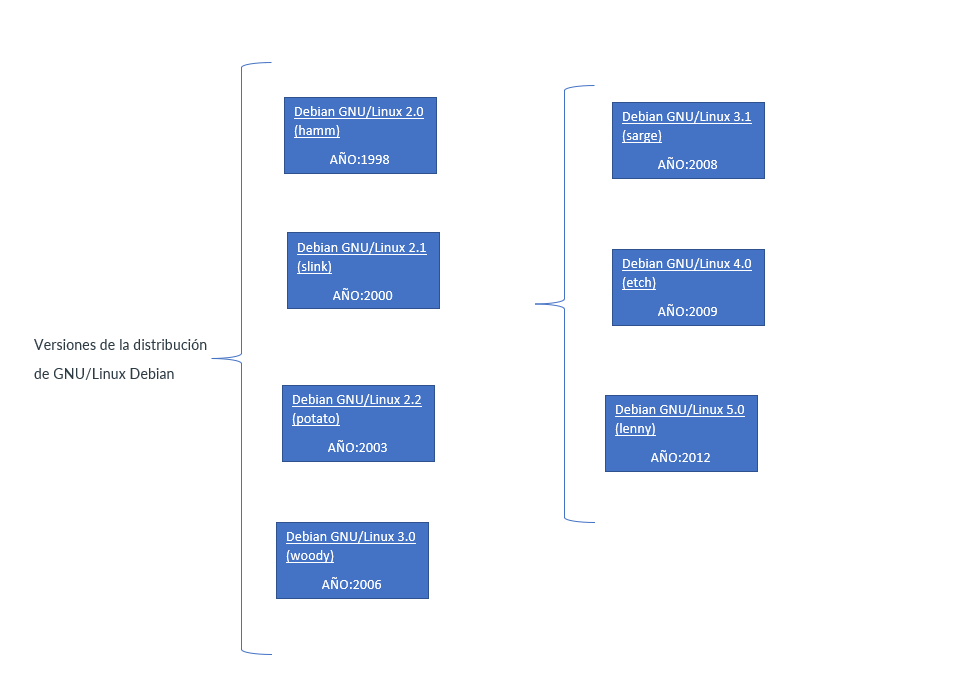 Versiones de la distribución
de GNU/Linux Debian
Debian GNU/Linux 2.0
(hamm)
AÑO:1998
Debian GNU/Linux 2.1
(slink)
AÑO:2000
Debian GNU/Linux 2.2
(potato)
AÑO:2003
Debian GNU/Linux 3.0
(woody)
AÑO:2006
Debian GNU/Linux 3.1
(sarge)
AÑO:2008
Debian GNU/Linux 4.0
(etch)
AÑO:2009
Debian GNU/Linux 5.0
(lenny)
AÑO:2012